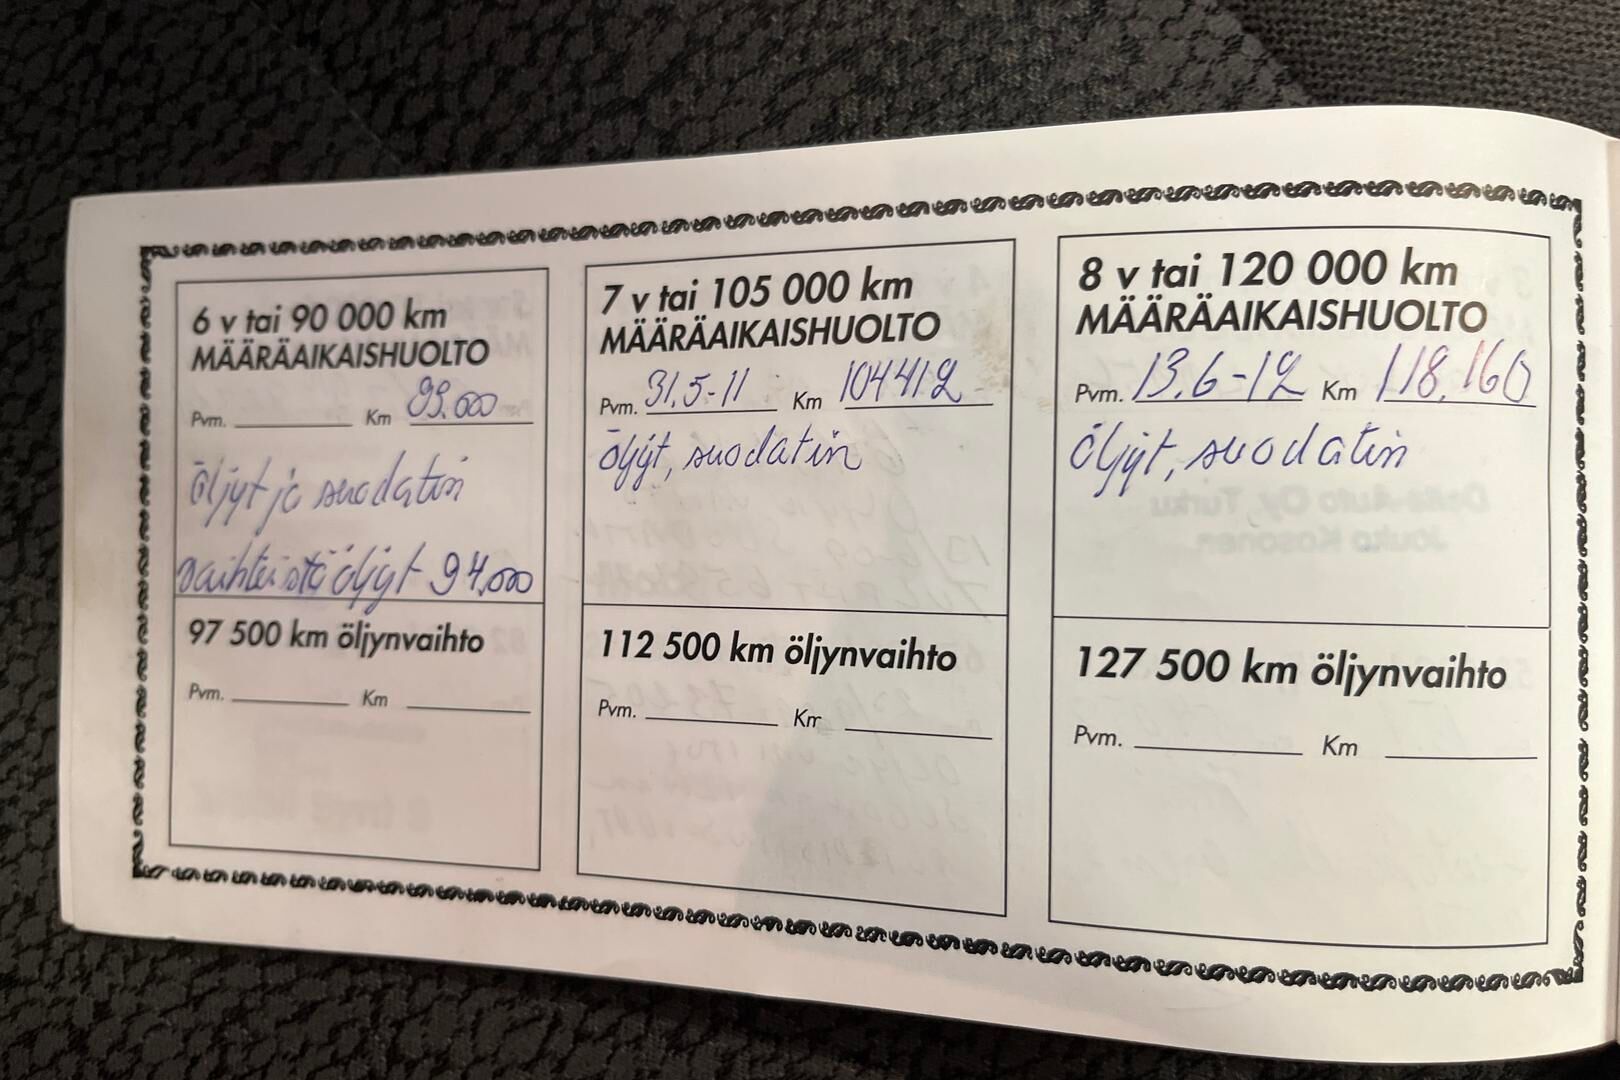 6 v tai 90 000 km
MÄÄRÄAIKAISHUOLTO
Pvm. Km 89.000
öljyt ja suodatin
vaihteistö öljyt 94.000
97 500 km öljynvaihto
Pvm. Km
7 v tai 105 000 km
MÄÄRÄAIKAISHUOLTO
Pvm. 31.5-11 Km 104412
öljyt, suodatin
112 500 km öljynvaihto
Pvm. Km
8 v tai 120 000 km
MÄÄRÄAIKAISHUOLTO
Pvm. 13.6-12 Km 118.160
öljyt, suodatin
127 500 km öljynvaihto
Pvm. Km